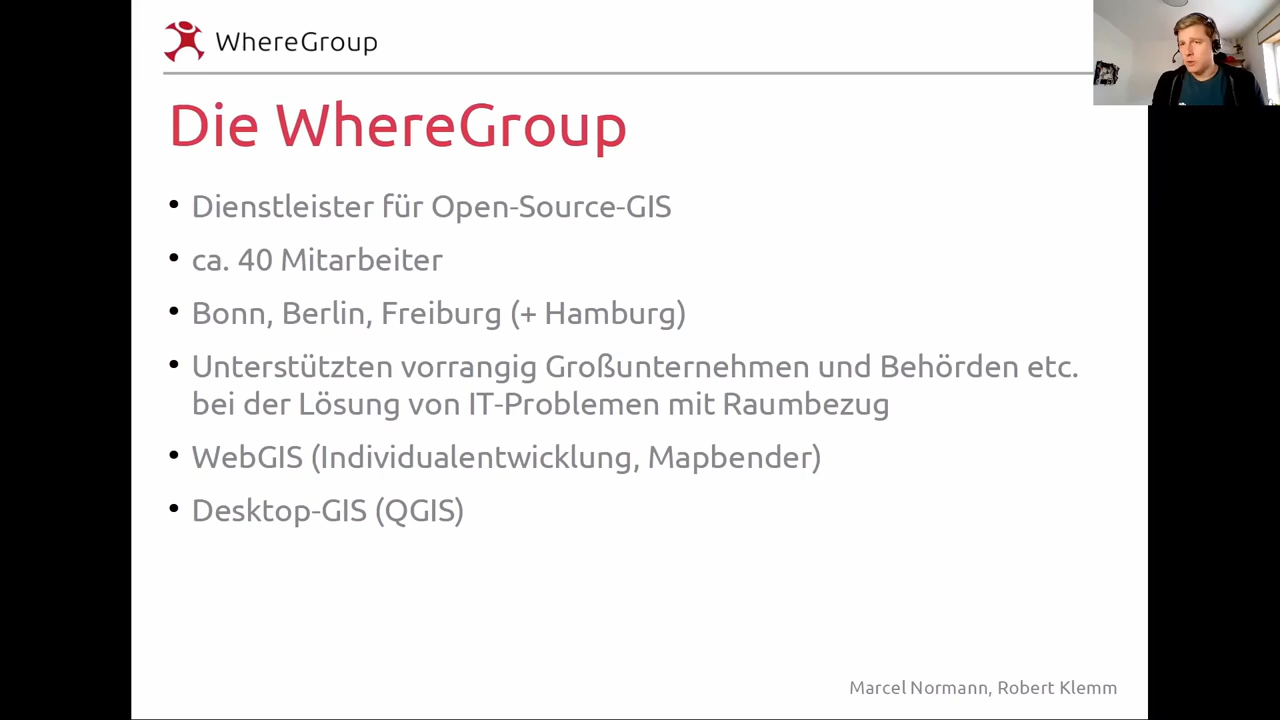 WhereGroup
Die WhereGroup
• Dienstleister für Open-Source-GIS
• ca. 40 Mitarbeiter
• Bonn, Berlin, Freiburg (+ Hamburg)
• Unterstützten vorrangig Großunternehmen und Behörden etc.
bei der Lösung von IT-Problemen mit Raumbezug
• WebGIS (Individualentwicklung, Mapbender)
• Desktop-GIS (QGIS)
Marcel Normann, Robert Klemm